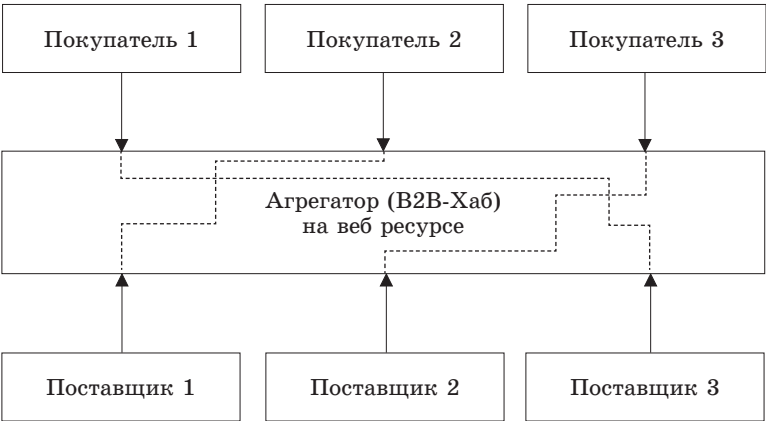 Покупатель 1
Покупатель 2
Покупатель 3
Агрегатор (B2B-Хаб)
на веб ресурсе
Поставщик 1
Поставщик 2
Поставщик 3